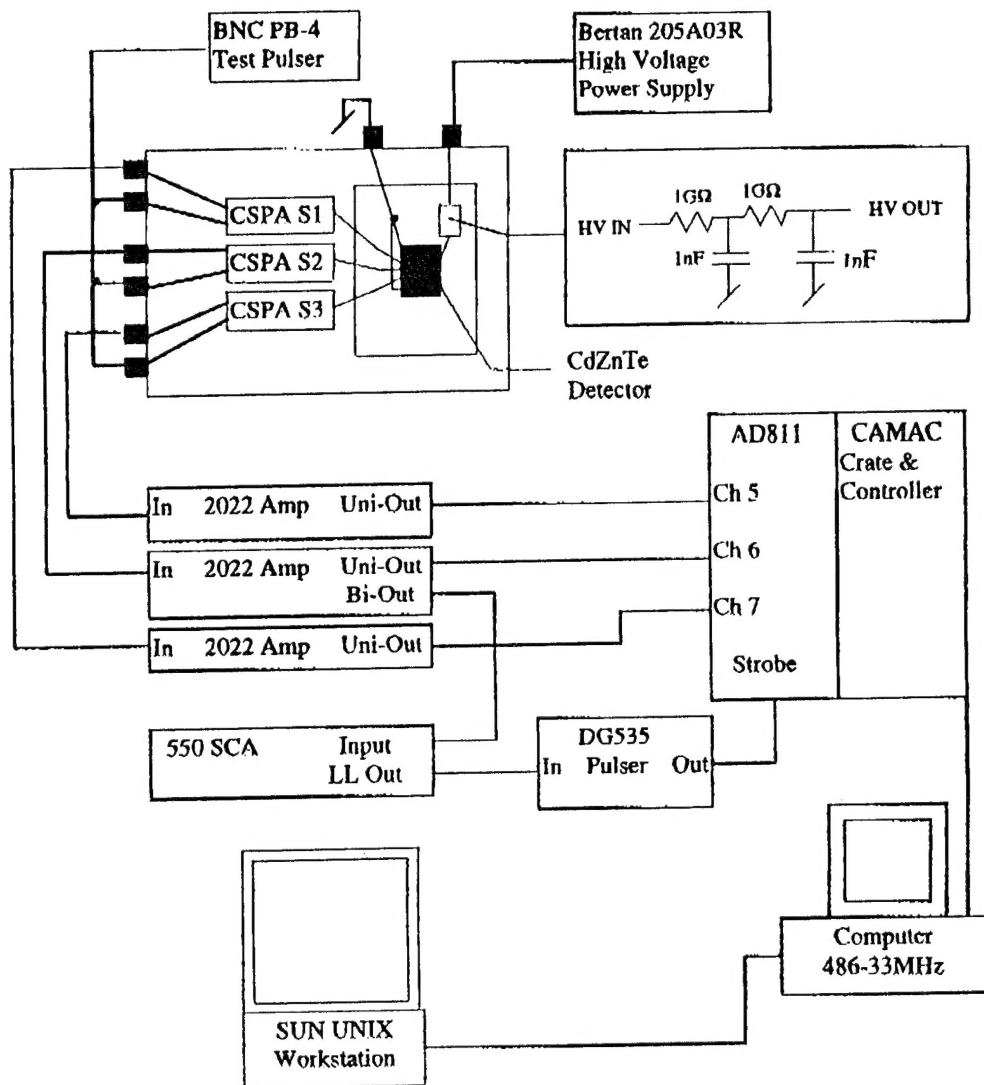 BNC PB-4
Test Pulser
Bertan 205A03R
High Voltage
Power Supply
CSPA S1
CSPA S2
CSPA S3
1GΩ
1GΩ
HV IN
HV OUT
1nF
1nF
CdZnTe
Detector
AD811
CAMAC
Crate &
Controller
In 2022 Amp Uni-Out
Ch 5
In 2022 Amp Uni-Out
Bi-Out
Ch 6
In 2022 Amp Uni-Out
Ch 7
Strobe
550 SCA Input
LL Out
DG535
In Pulser Out
Computer
486-33MHz
SUN UNIX
Workstation